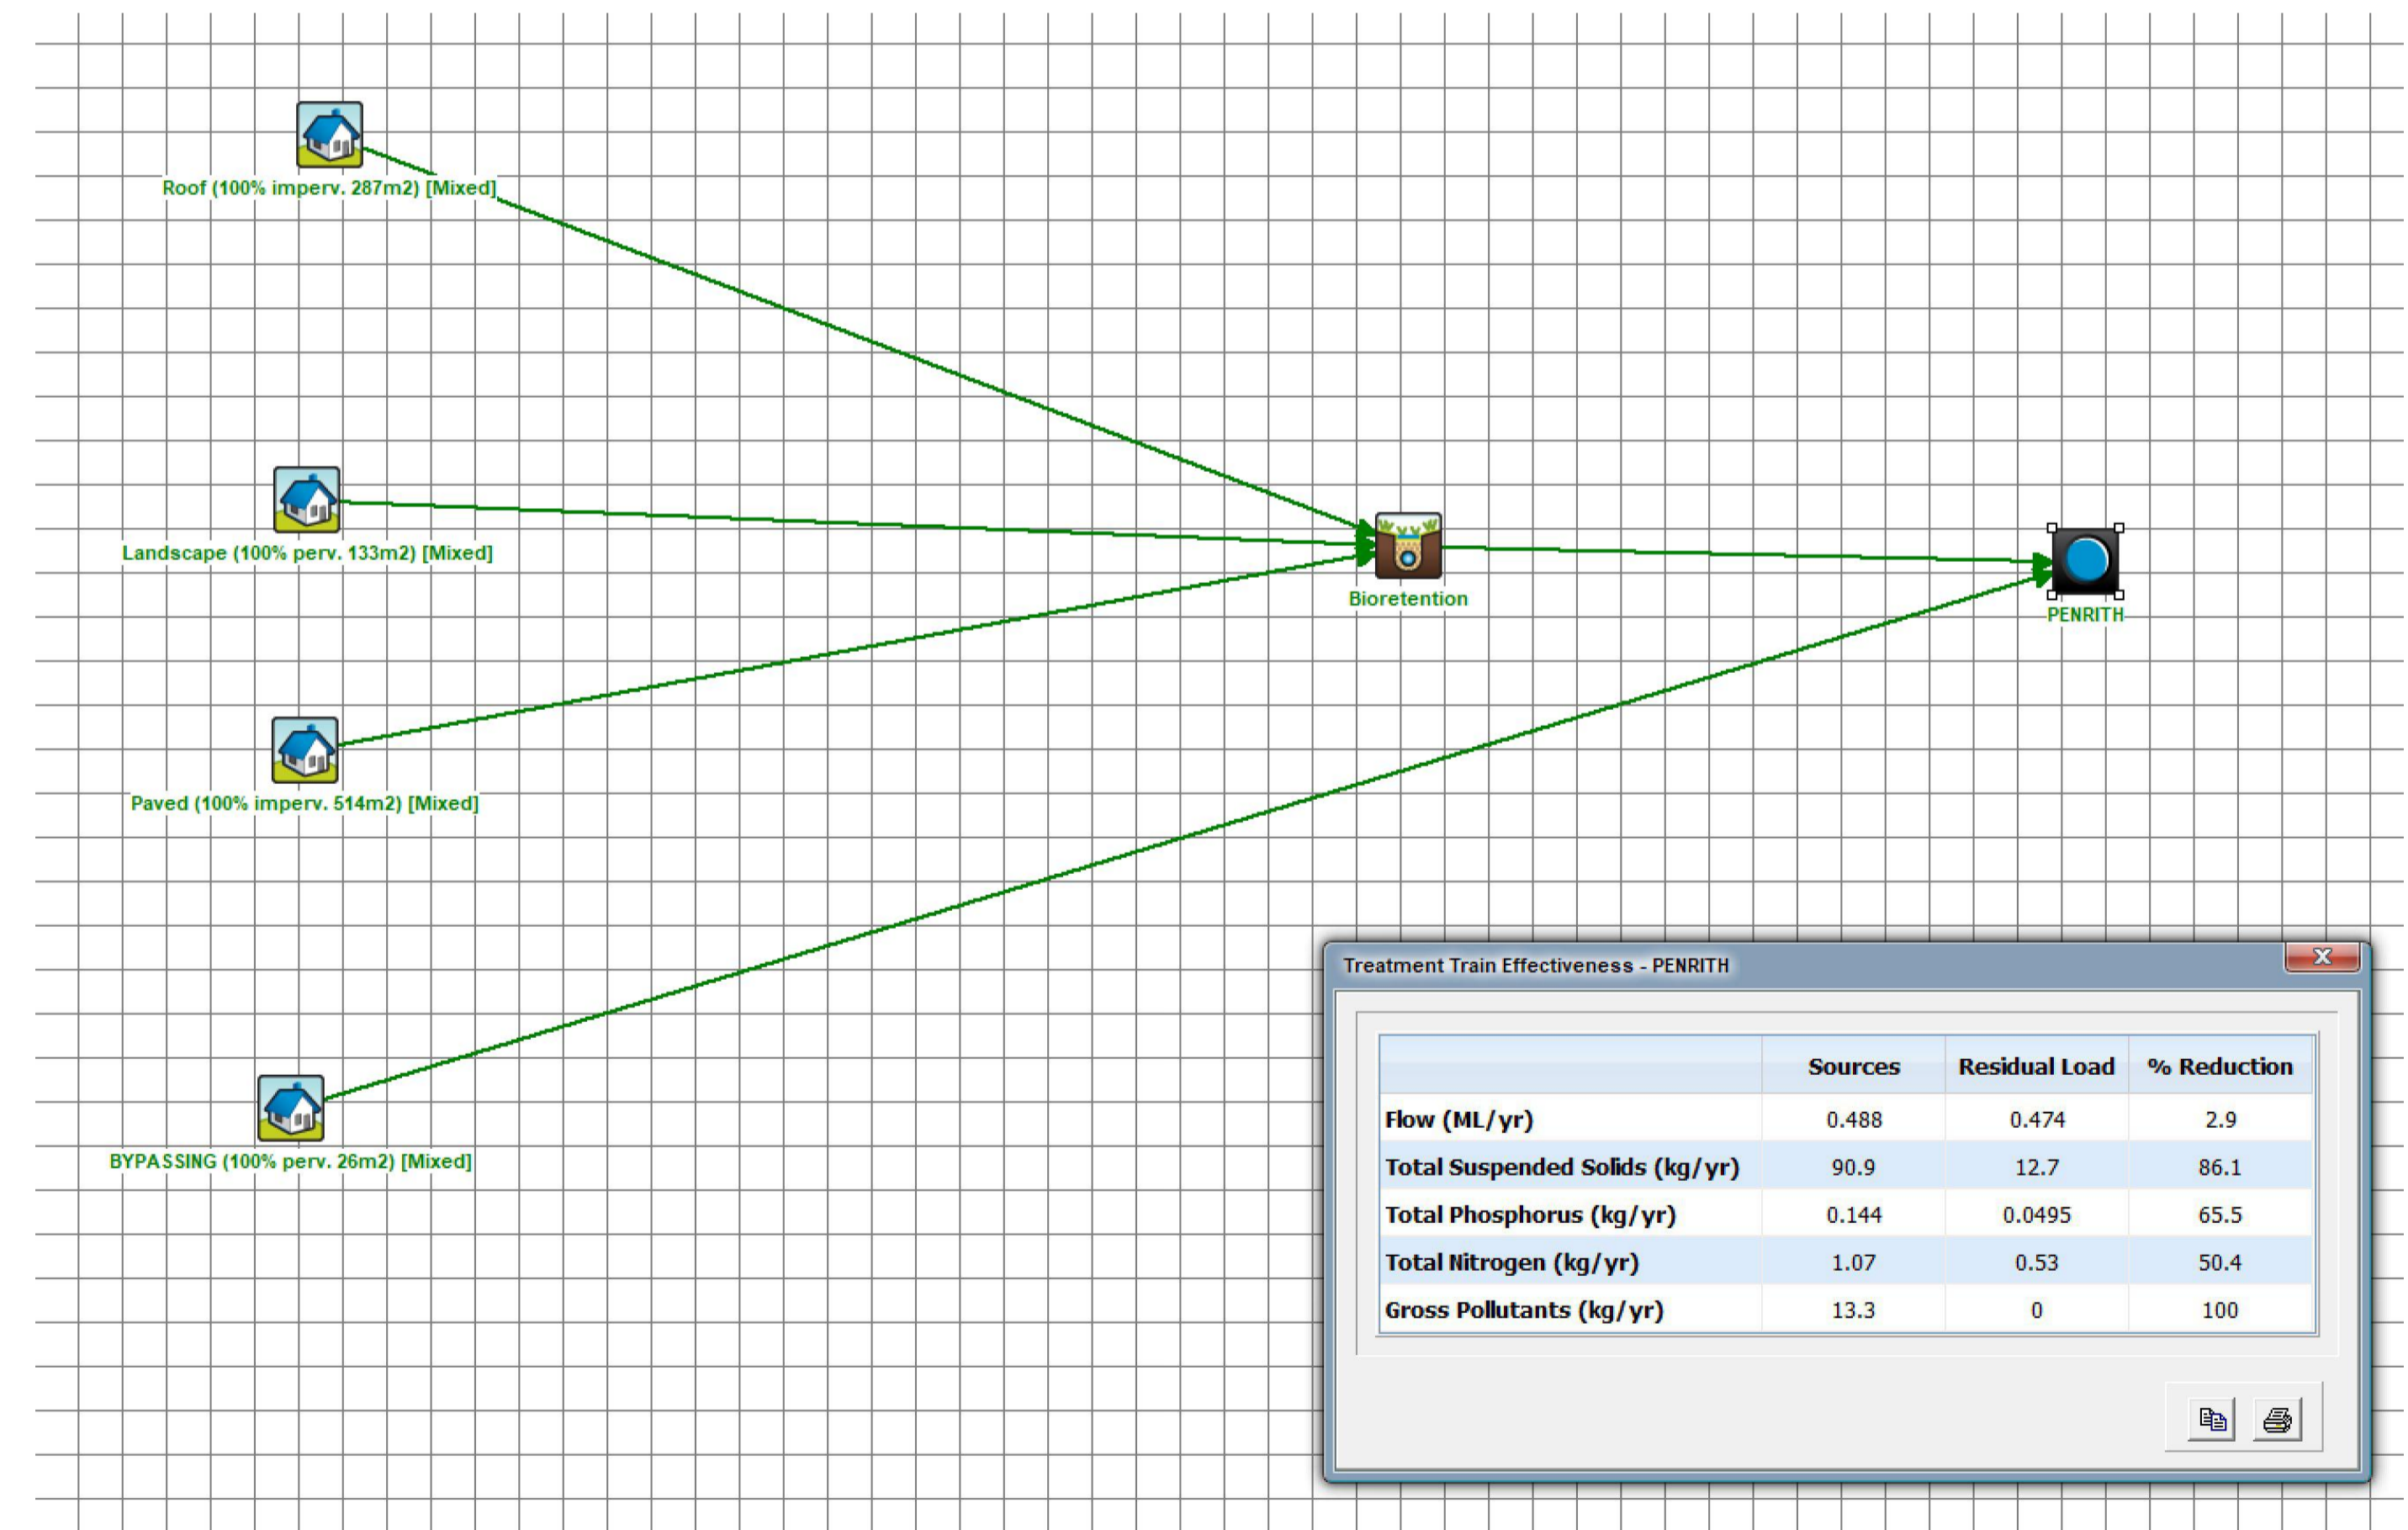 Roof (100% imperv. 287m2) [Mixed]
Landscape (100% perv. 133m2) [Mixed]
Bioretention
PENRITH
Paved (100% imperv. 514m2) [Mixed]
BYPASSING (100% perv. 26m2) [Mixed]
Treatment Train Effectiveness - PENRITH
Sources Residual Load % Reduction
Flow (ML/yr) 0.488 0.474 2.9
Total Suspended Solids (kg/yr) 90.9 12.7 86.1
Total Phosphorus (kg/yr) 0.144 0.0495 65.5
Total Nitrogen (kg/yr) 1.07 0.53 50.4
Gross Pollutants (kg/yr) 13.3 0 100